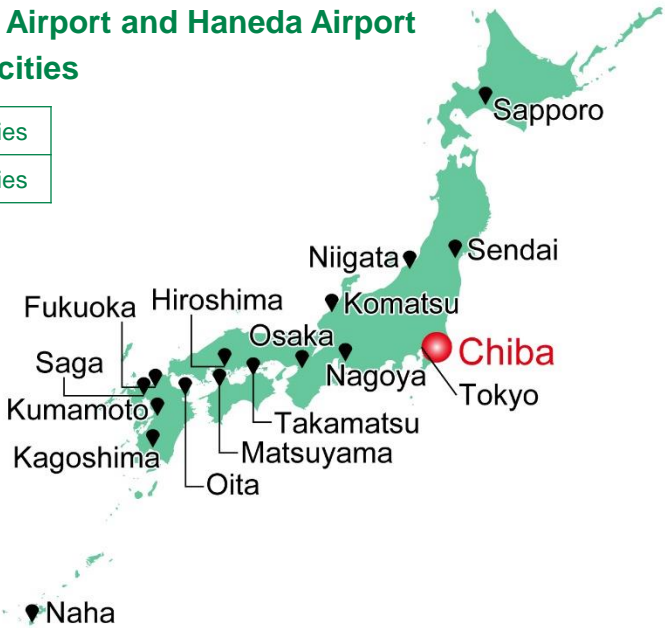 Airport and Haneda Airport
cities
ies
ies
Sapporo
Niigata
Sendai
Fukuoka
Hiroshima
Komatsu
Osaka
Saga
Chiba
Nagoya
Tokyo
Kumamoto
Takamatsu
Kagoshima
Matsuyama
Oita
Naha